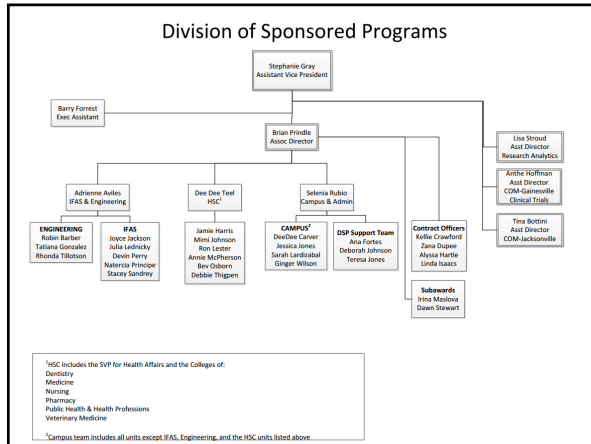 Division of Sponsored Programs
Stephanie Gray
Assistant Vice President
Barry Forrest
Exec Assistant
Brian Prindle
Assoc Director
Lisa Stroud
Asst Director
Research Analytics
Anthe Hoffman
Asst Director
COM-Gainesville
Clinical Trials
Tina Bottini
Asst Director
COM-Jacksonville
Adrienne Aviles
IFAS & Engineering
Dee Dee Teel
HSC¹
Selenia Rubio
Campus & Admin
ENGINEERING
Robin Barber
Tatiana Gonzalez
Rhonda Tillotson
IFAS
Joyce Jackson
Julia Lednicky
Devin Perry
Natercia Principe
Stacey Sandrey
Jamie Harris
Mimi Johnson
Ron Lester
Annie McPherson
Bev Osborn
Debbie Thigpen
CAMPUS²
DeeDee Carver
Jessica Jones
Sarah Lardizabal
Ginger Wilson
DSP Support Team
Ana Fortes
Deborah Johnson
Teresa Jones
Contract Officers
Kellie Crawford
Zana Dupee
Alyssa Hartle
Linda Isaacs
Subawards
Irina Maslova
Dawn Stewart
¹HSC includes the SVP for Health Affairs and the Colleges of:
Dentistry
Medicine
Nursing
Pharmacy
Public Health & Health Professions
Veterinary Medicine
²Campus team includes all units except IFAS, Engineering, and the HSC units listed above